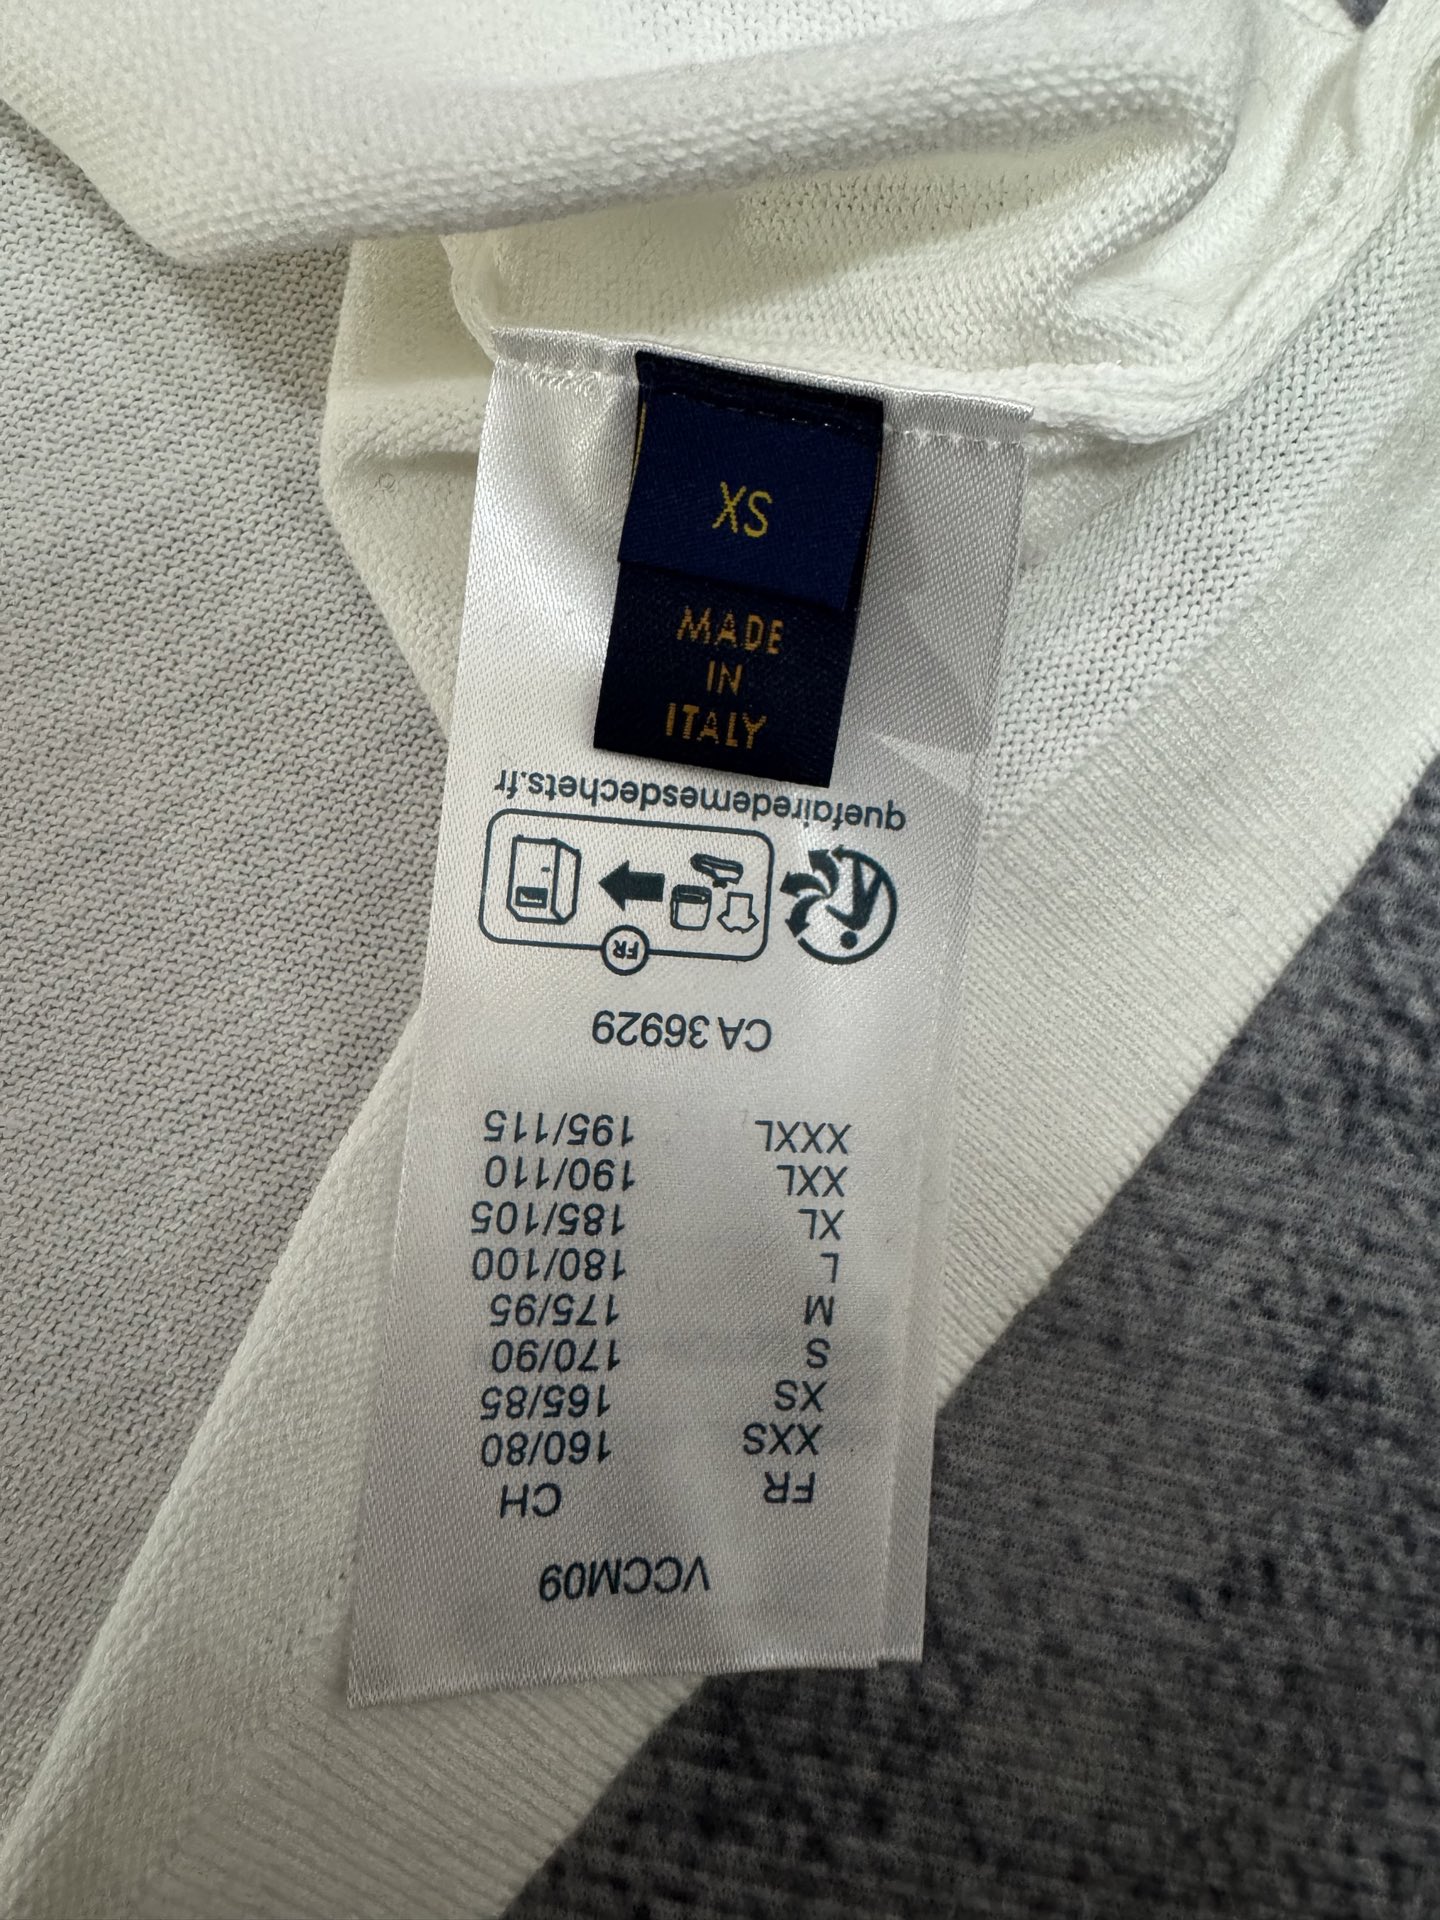 XS
MADE
IN
ITALY
VCCM09
FR CH
XXS 160/80
XS 165/85
S 170/90
M 175/95
L 180/100
XL 185/105
XXL 190/110
XXXL 195/115
CA 36929
FR
quefairedemesdechets.fr